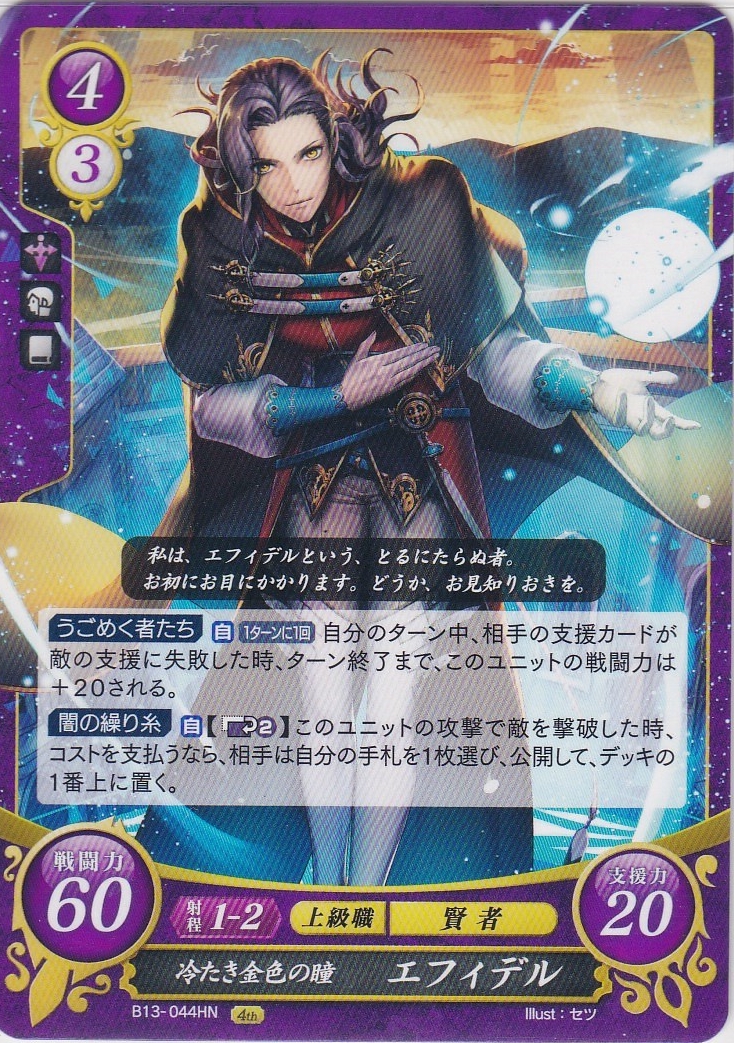 4
3
私は、エフィデルという、とるにたらぬ者。
お初にお目にかかります。どうか、お見知りおきを。
うごめく者たち 自 1ターンに1回 自分のターン中、相手の支援カードが
敵の支援に失敗した時、ターン終了まで、このユニットの戦闘力は
+20される。
闇の繰り糸 自【2】このユニットの攻撃で敵を撃破した時、
コストを支払うなら、相手は自分の手札を1枚選び、公開して、デッキの
1番上に置く。
戦闘力
60
射程 1-2
上級職 賢者
支援力
20
冷たき金色の瞳 エフィデル
B13-044HN 4th
Illust:セツ